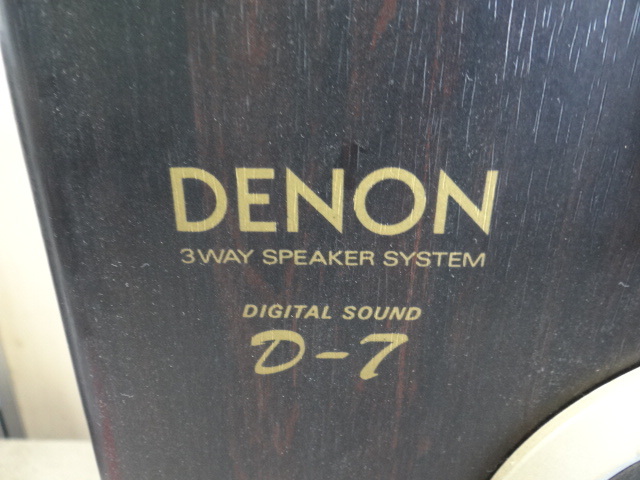 DENON
3WAY SPEAKER SYSTEM
DIGITAL SOUND
D-7